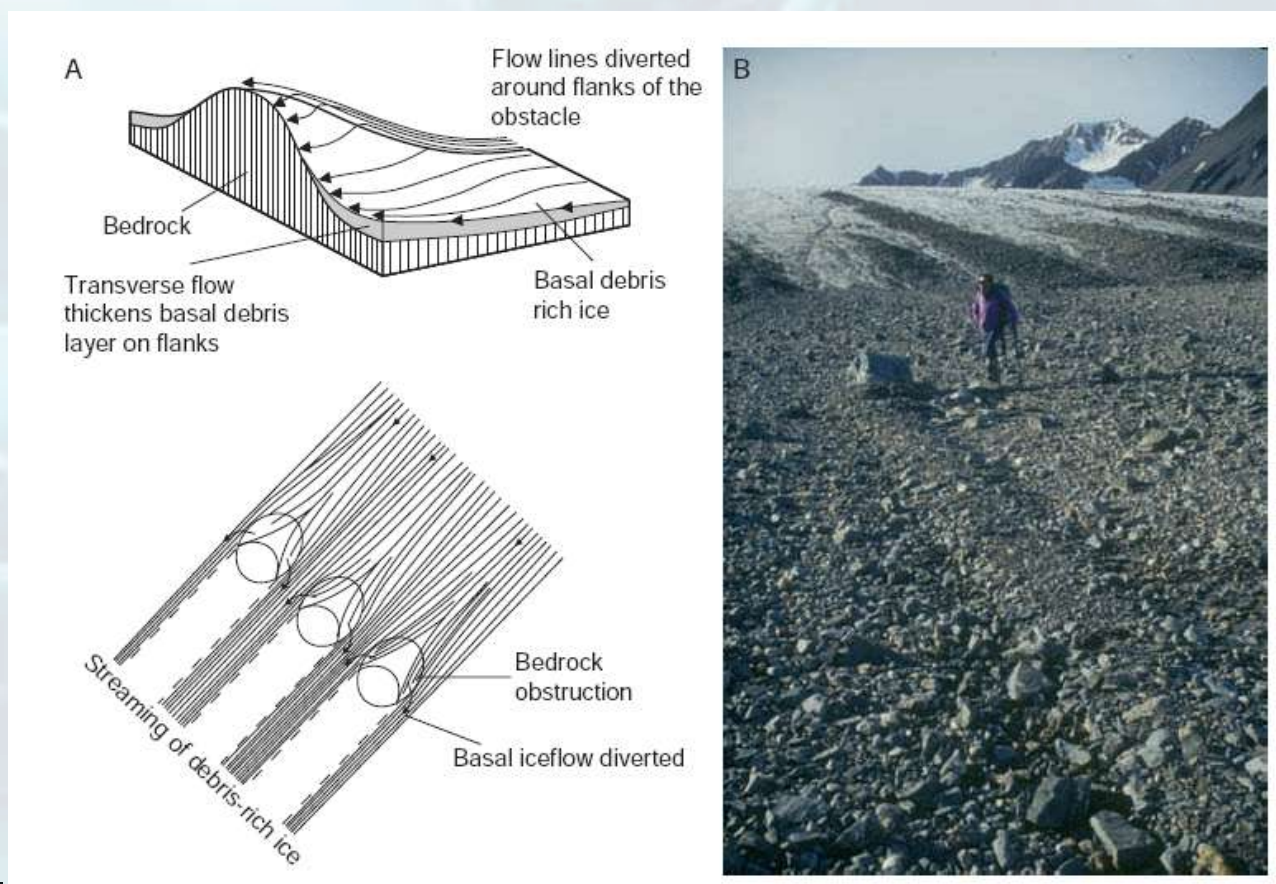 A
Flow lines diverted
around flanks of the
obstacle
Bedrock
Transverse flow
thickens basal debris
layer on flanks
Basal debris
rich ice
Bedrock
obstruction
Basal iceflow diverted
Streaming of debris-rich ice
B